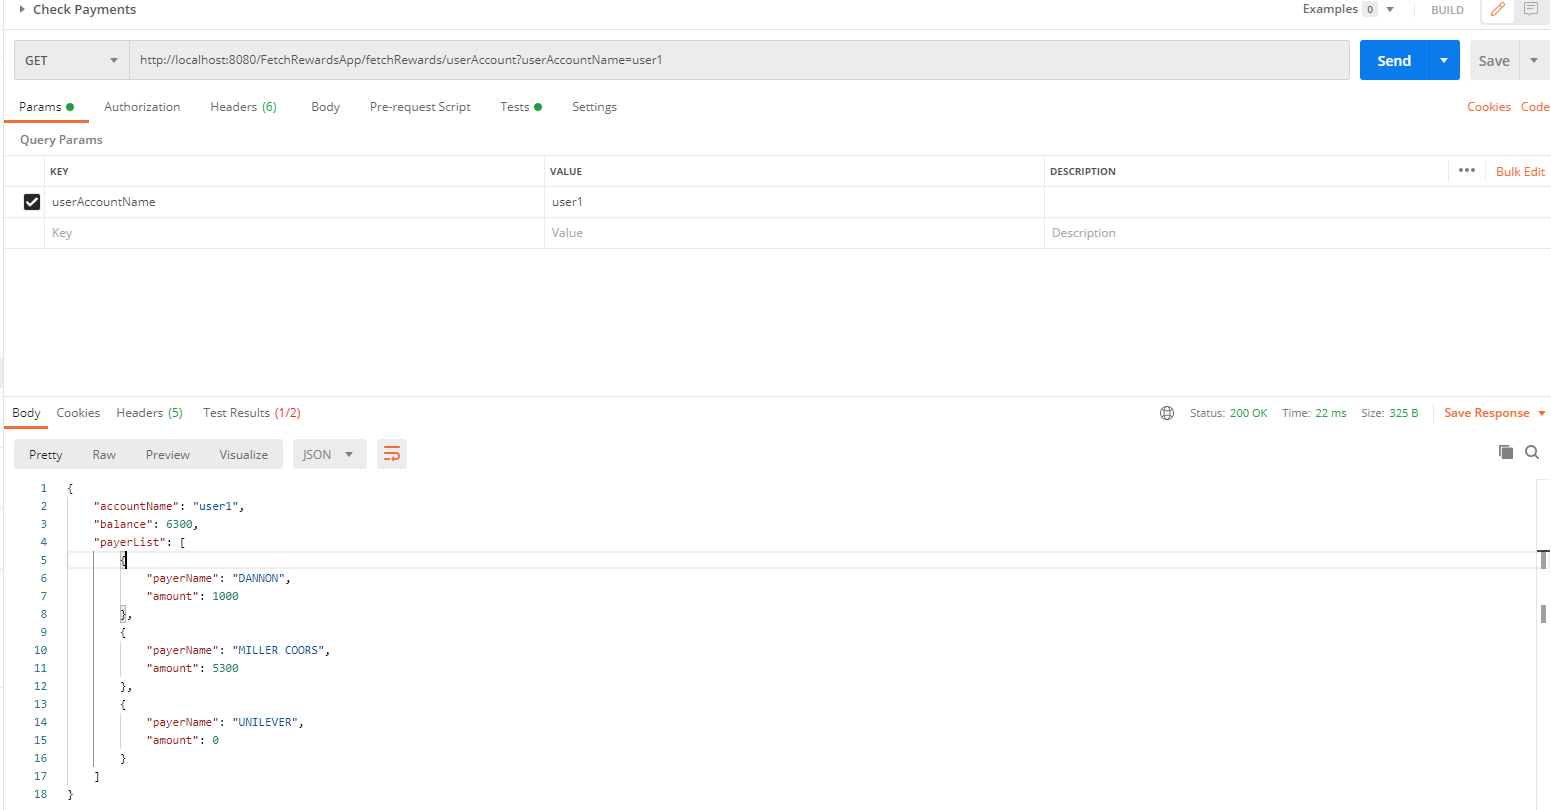 Check Payments Examples 0 BUILD
GET http://localhost:8080/FetchRewardsApp/fetchRewards/userAccount?userAccountName=user1 Send Save
Params Authorization Headers (6) Body Pre-request Script Tests Settings Cookies Code
Query Params
KEY VALUE DESCRIPTION ••• Bulk Edit
userAccountName user1
Key Value Description
Body Cookies Headers (5) Test Results (1/2) Status: 200 OK Time: 22 ms Size: 325 B Save Response
Pretty Raw Preview Visualize JSON
1 {
2 "accountName": "user1",
3 "balance": 6300,
4 "payerList": [
5 {
6 "payerName": "DANNON",
7 "amount": 1000
8 },
9 {
10 "payerName": "MILLER COORS",
11 "amount": 5300
12 },
13 {
14 "payerName": "UNILEVER",
15 "amount": 0
16 }
17 ]
18 }